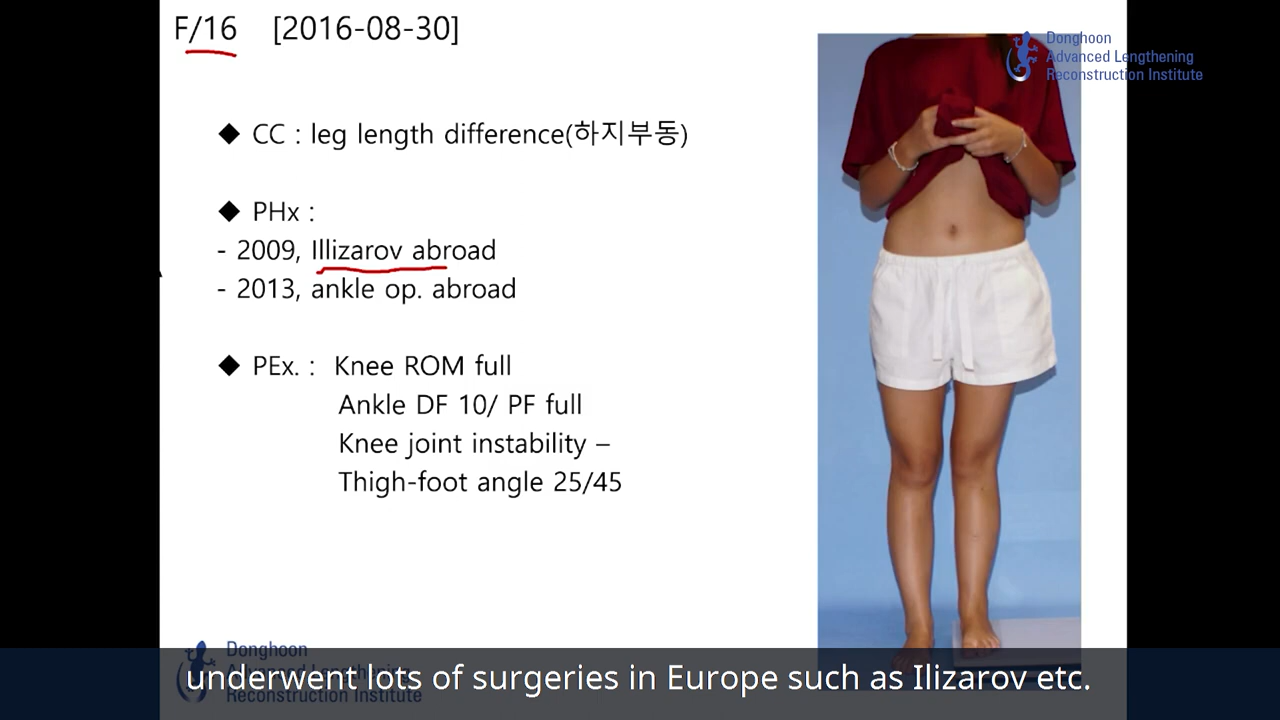 F/16 [2016-08-30]
Donghoon
Advanced Lengthening
Reconstruction Institute
◆ CC : leg length difference(하지부동)
◆ PHx :
- 2009, Illizarov abroad
- 2013, ankle op. abroad
◆ PEx. : Knee ROM full
Ankle DF 10/ PF full
Knee joint instability –
Thigh-foot angle 25/45
Donghoon
Advanced Lengthening
Reconstruction Institute
underwent lots of surgeries in Europe such as Ilizarov etc.